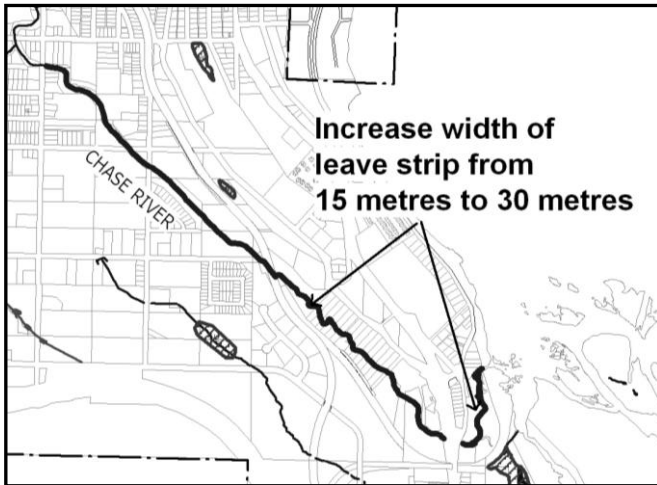 Increase width of
leave strip from
15 metres to 30 metres
CHASE RIVER